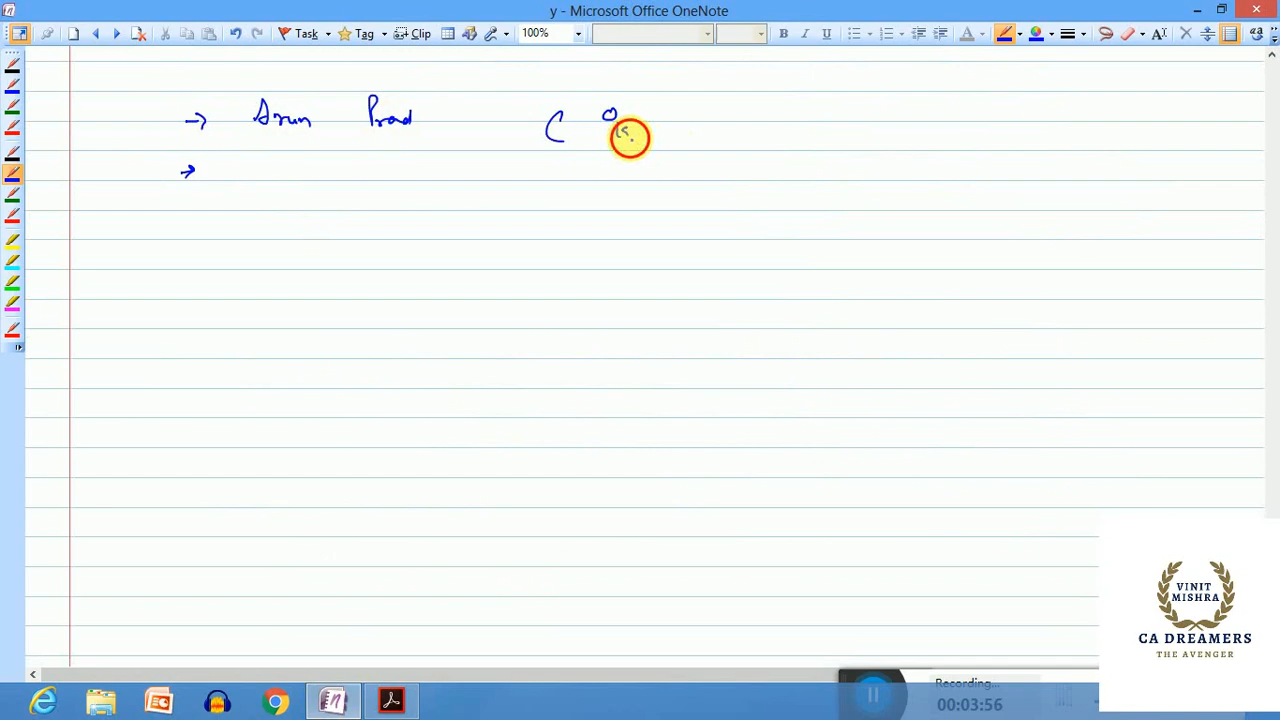 y - Microsoft Office OneNote
Task Tag Clip 100% B I U
→ Arun Prad (
→
VINIT
MISHRA
CA DREAMERS
THE AVENGER
Recording...
00:03:56